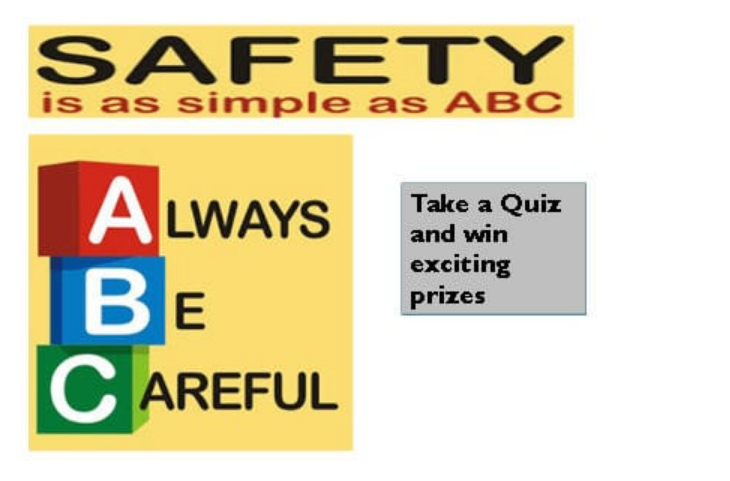 SAFETY
is as simple as ABC
ALWAYS
BE
CAREFUL
Take a Quiz
and win
exciting
prizes